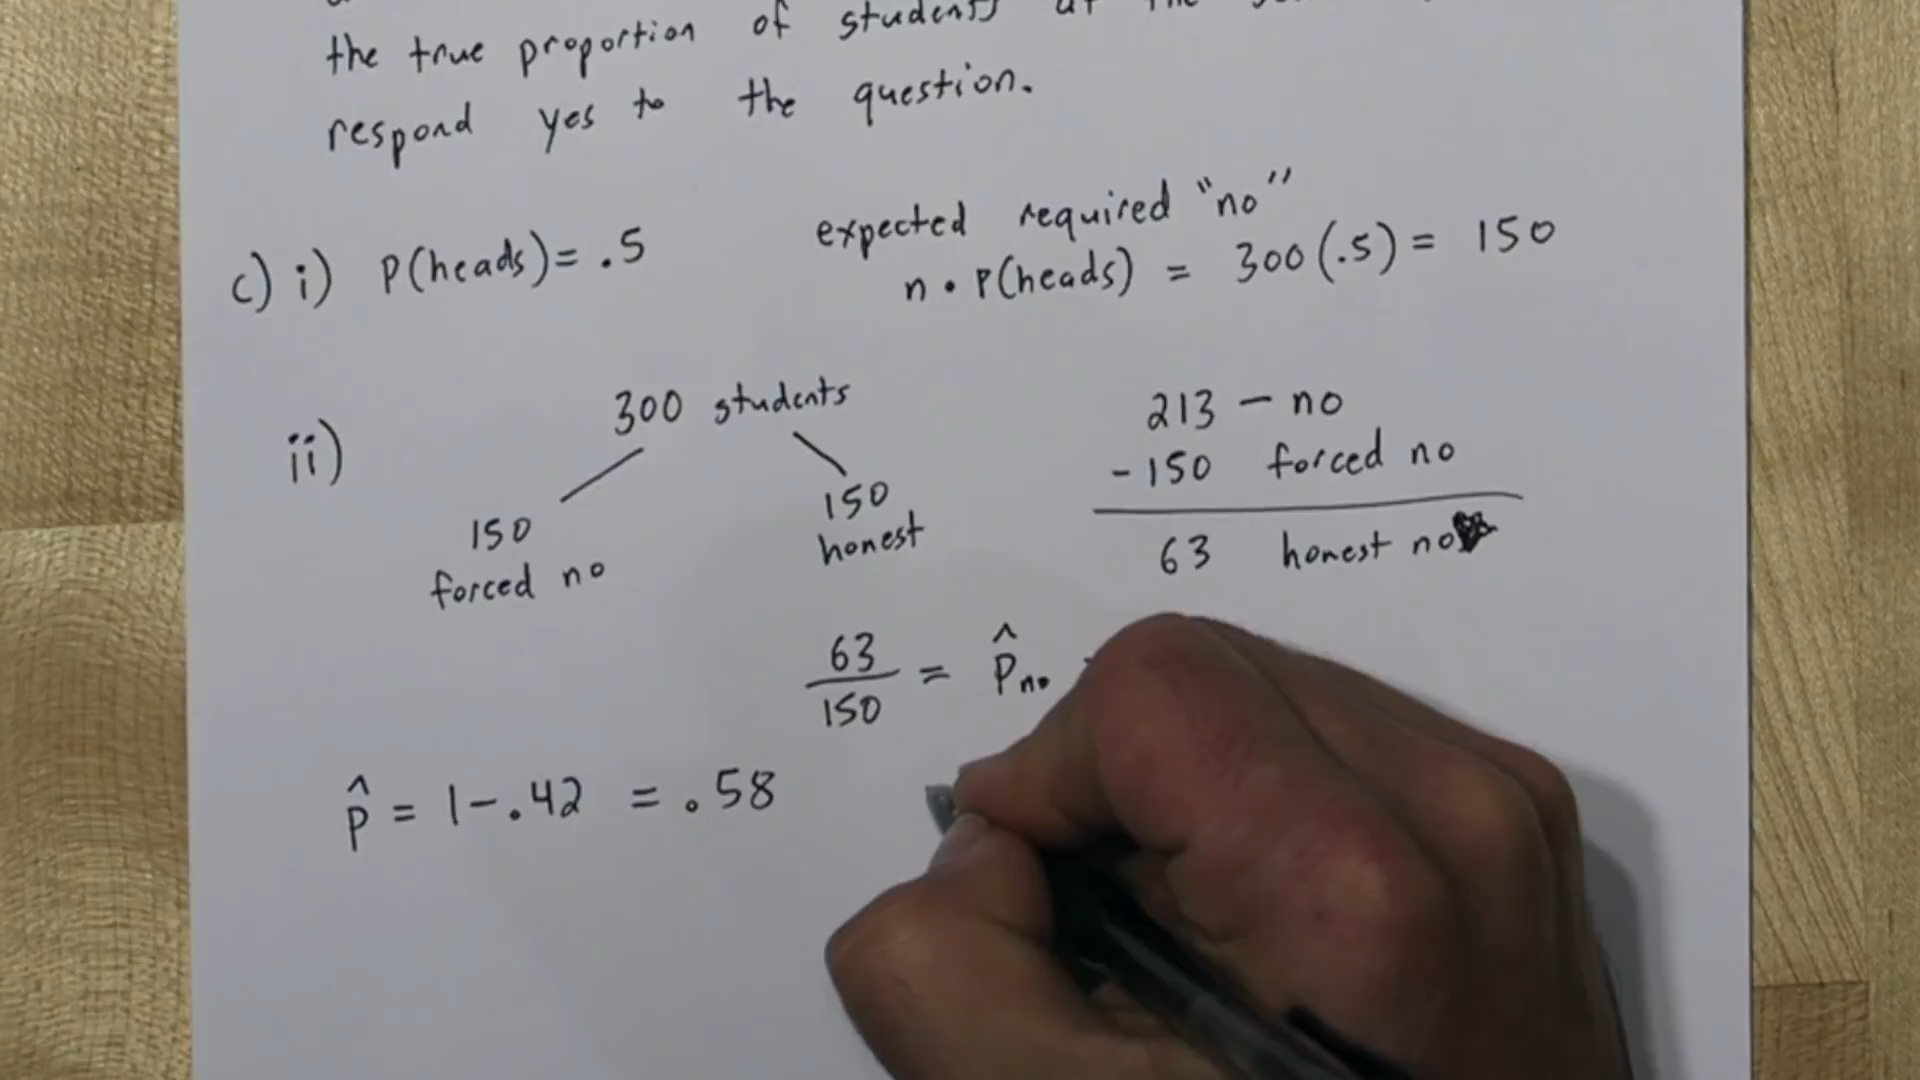 the true proportion of students at the
respond yes to the question.
c) i) P(heads) = .5
expected required "no"
n • P(heads) = 300 (.5) = 150
ii)
300 students
150
forced no
150
honest
213 – no
-150 forced no
63 honest no
63/150 = p̂no
p̂ = 1 - .42 = .58